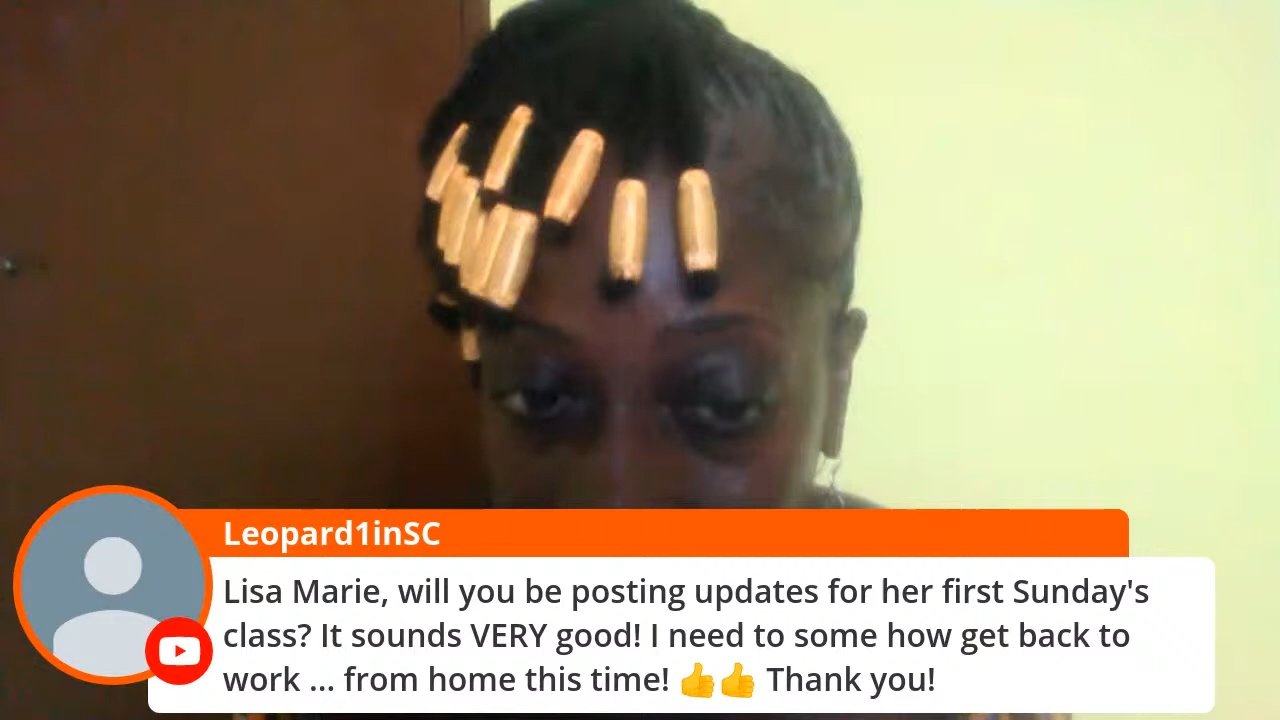 Leopard1inSC
Lisa Marie, will you be posting updates for her first Sunday's
class? It sounds VERY good! I need to some how get back to
work ... from home this time! 👍👍 Thank you!